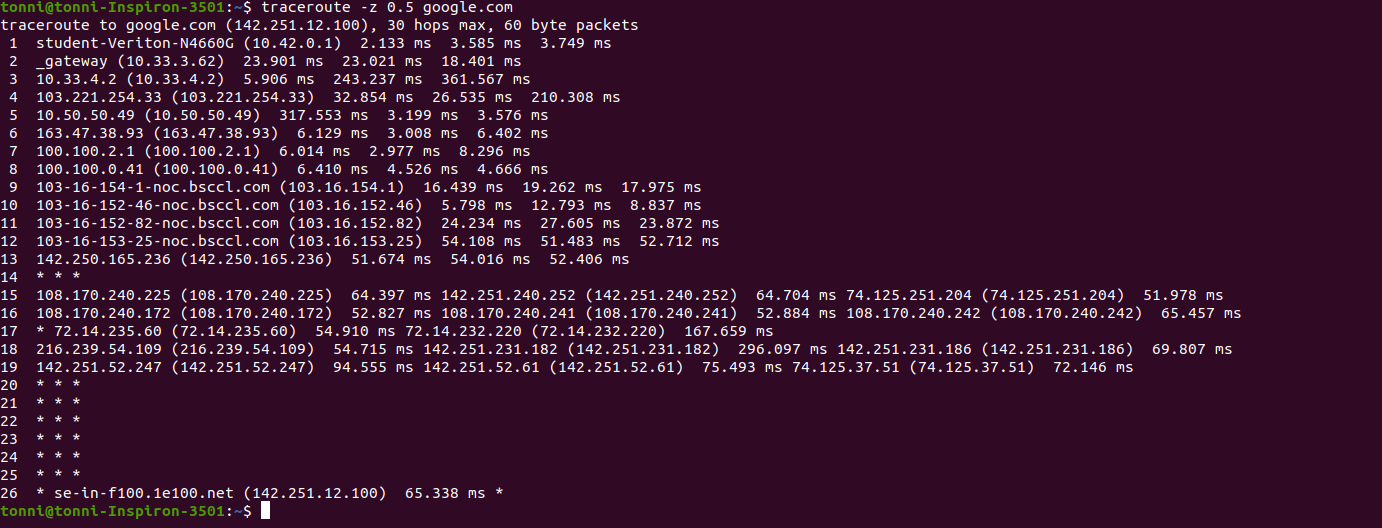 tonni@tonni-Inspiron-3501:~$ traceroute -z 0.5 google.com
traceroute to google.com (142.251.12.100), 30 hops max, 60 byte packets
 1  student-Veriton-N4660G (10.42.0.1)  2.133 ms  3.585 ms  3.749 ms
 2  _gateway (10.33.3.62)  23.901 ms  23.021 ms  18.401 ms
 3  10.33.4.2 (10.33.4.2)  5.906 ms  243.237 ms  361.567 ms
 4  103.221.254.33 (103.221.254.33)  32.854 ms  26.535 ms  210.308 ms
 5  10.50.50.49 (10.50.50.49)  317.553 ms  3.199 ms  3.576 ms
 6  163.47.38.93 (163.47.38.93)  6.129 ms  3.008 ms  6.402 ms
 7  100.100.2.1 (100.100.2.1)  6.014 ms  2.977 ms  8.296 ms
 8  100.100.0.41 (100.100.0.41)  6.410 ms  4.526 ms  4.666 ms
 9  103-16-154-1-noc.bsccl.com (103.16.154.1)  16.439 ms  19.262 ms  17.975 ms
10  103-16-152-46-noc.bsccl.com (103.16.152.46)  5.798 ms  12.793 ms  8.837 ms
11  103-16-152-82-noc.bsccl.com (103.16.152.82)  24.234 ms  27.605 ms  23.872 ms
12  103-16-153-25-noc.bsccl.com (103.16.153.25)  54.108 ms  51.483 ms  52.712 ms
13  142.250.165.236 (142.250.165.236)  51.674 ms  54.016 ms  52.406 ms
14  * * *
15  108.170.240.225 (108.170.240.225)  64.397 ms 142.251.240.252 (142.251.240.252)  64.704 ms 74.125.251.204 (74.125.251.204)  51.978 ms
16  108.170.240.172 (108.170.240.172)  52.827 ms 108.170.240.241 (108.170.240.241)  52.884 ms 108.170.240.242 (108.170.240.242)  65.457 ms
17  * 72.14.235.60 (72.14.235.60)  54.910 ms 72.14.232.220 (72.14.232.220)  167.659 ms
18  216.239.54.109 (216.239.54.109)  54.715 ms 142.251.231.182 (142.251.231.182)  296.097 ms 142.251.231.186 (142.251.231.186)  69.807 ms
19  142.251.52.247 (142.251.52.247)  94.555 ms 142.251.52.61 (142.251.52.61)  75.493 ms 74.125.37.51 (74.125.37.51)  72.146 ms
20  * * *
21  * * *
22  * * *
23  * * *
24  * * *
25  * * *
26  * se-in-f100.1e100.net (142.251.12.100)  65.338 ms *
tonni@tonni-Inspiron-3501:~$